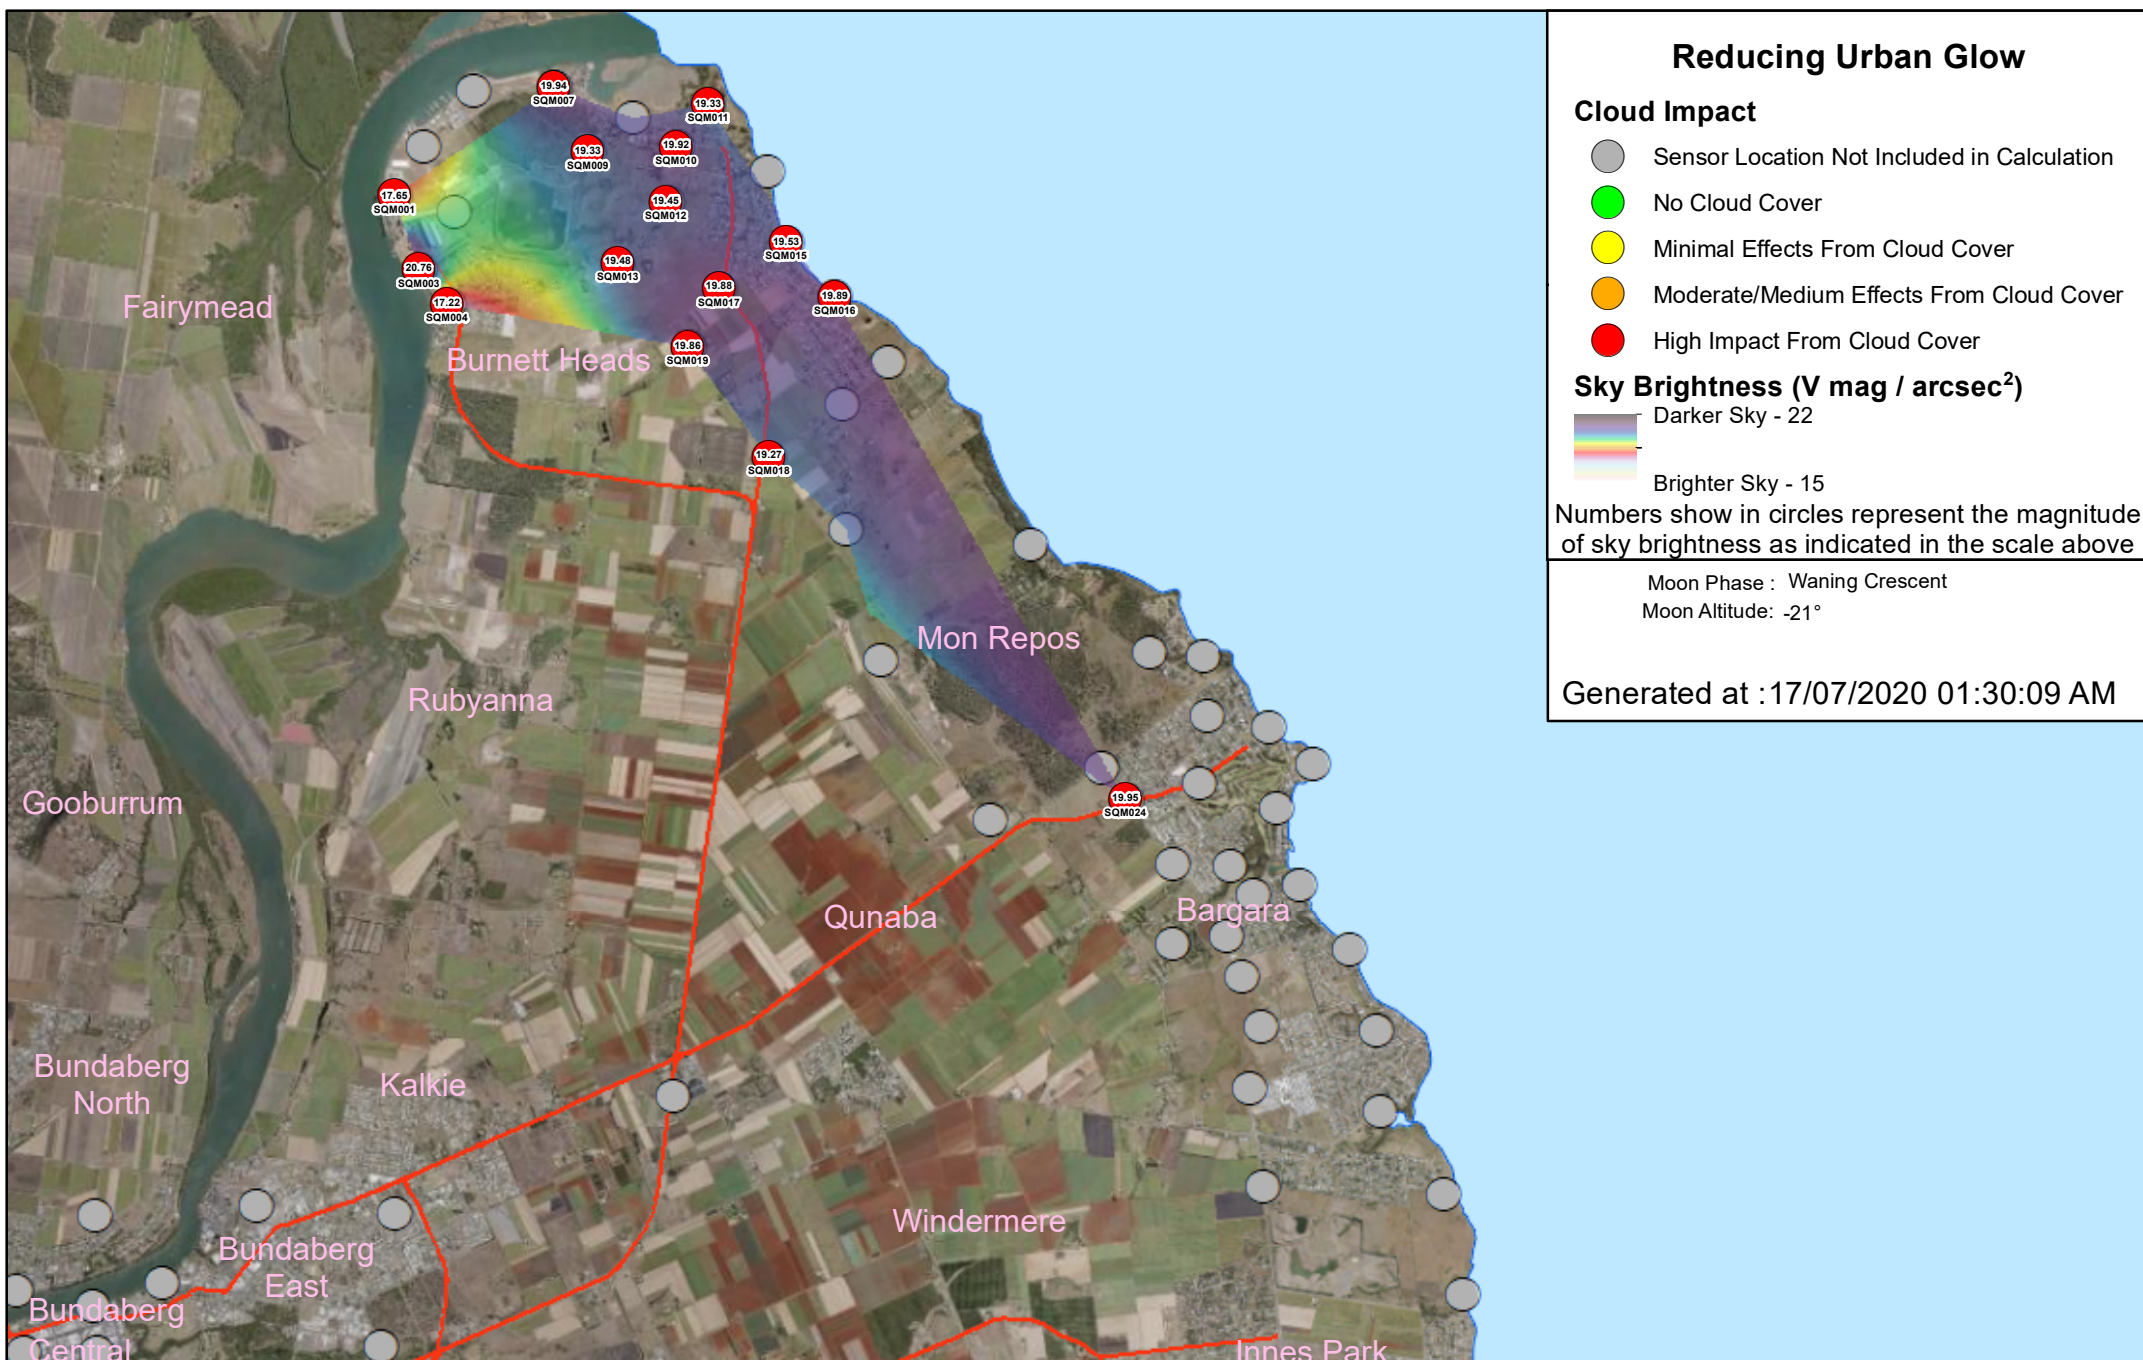 Reducing Urban Glow
Cloud Impact
Sensor Location Not Included in Calculation
No Cloud Cover
Minimal Effects From Cloud Cover
Moderate/Medium Effects From Cloud Cover
High Impact From Cloud Cover
Sky Brightness (V mag / arcsec²)
Darker Sky - 22
Brighter Sky - 15
Numbers show in circles represent the magnitude
of sky brightness as indicated in the scale above
Moon Phase : Waning Crescent
Moon Altitude: -21°
Generated at :17/07/2020 01:30:09 AM
19.94
SQM007
19.33
SQM011
19.33
SQM009
19.92
SQM010
17.65
SQM001
19.45
SQM012
19.53
SQM015
20.76
SQM003
19.48
SQM013
17.22
SQM004
19.88
SQM017
19.89
SQM016
19.86
SQM019
19.27
SQM018
19.95
SQM024
Fairymead
Burnett Heads
Mon Repos
Rubyanna
Gooburrum
Qunaba
Bargara
Bundaberg
North
Kalkie
Windermere
Bundaberg
East
Bundaberg
Central
Innes Park